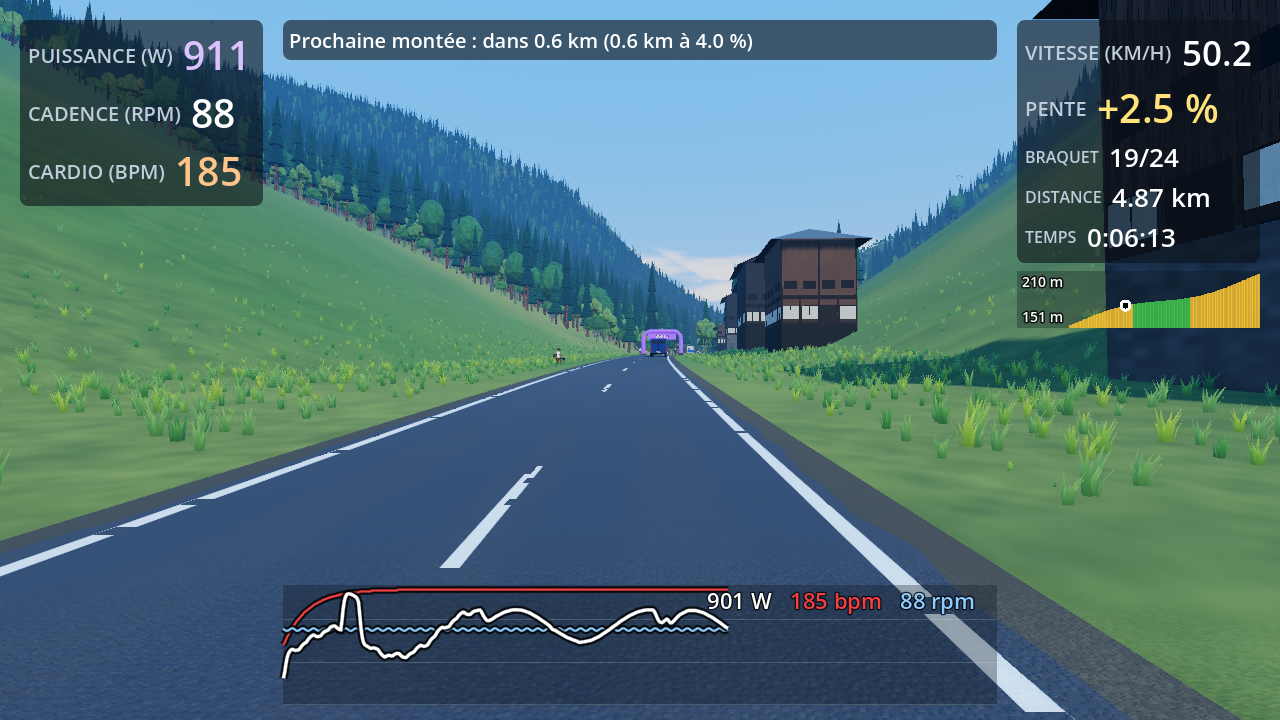 PUISSANCE (W) 911
CADENCE (RPM) 88
CARDIO (BPM) 185
Prochaine montée : dans 0.6 km (0.6 km à 4.0 %)
VITESSE (KM/H) 50.2
PENTE +2.5 %
BRAQUET 19/24
DISTANCE 4.87 km
TEMPS 0:06:13
210 m
151 m
901 W 185 bpm 88 rpm